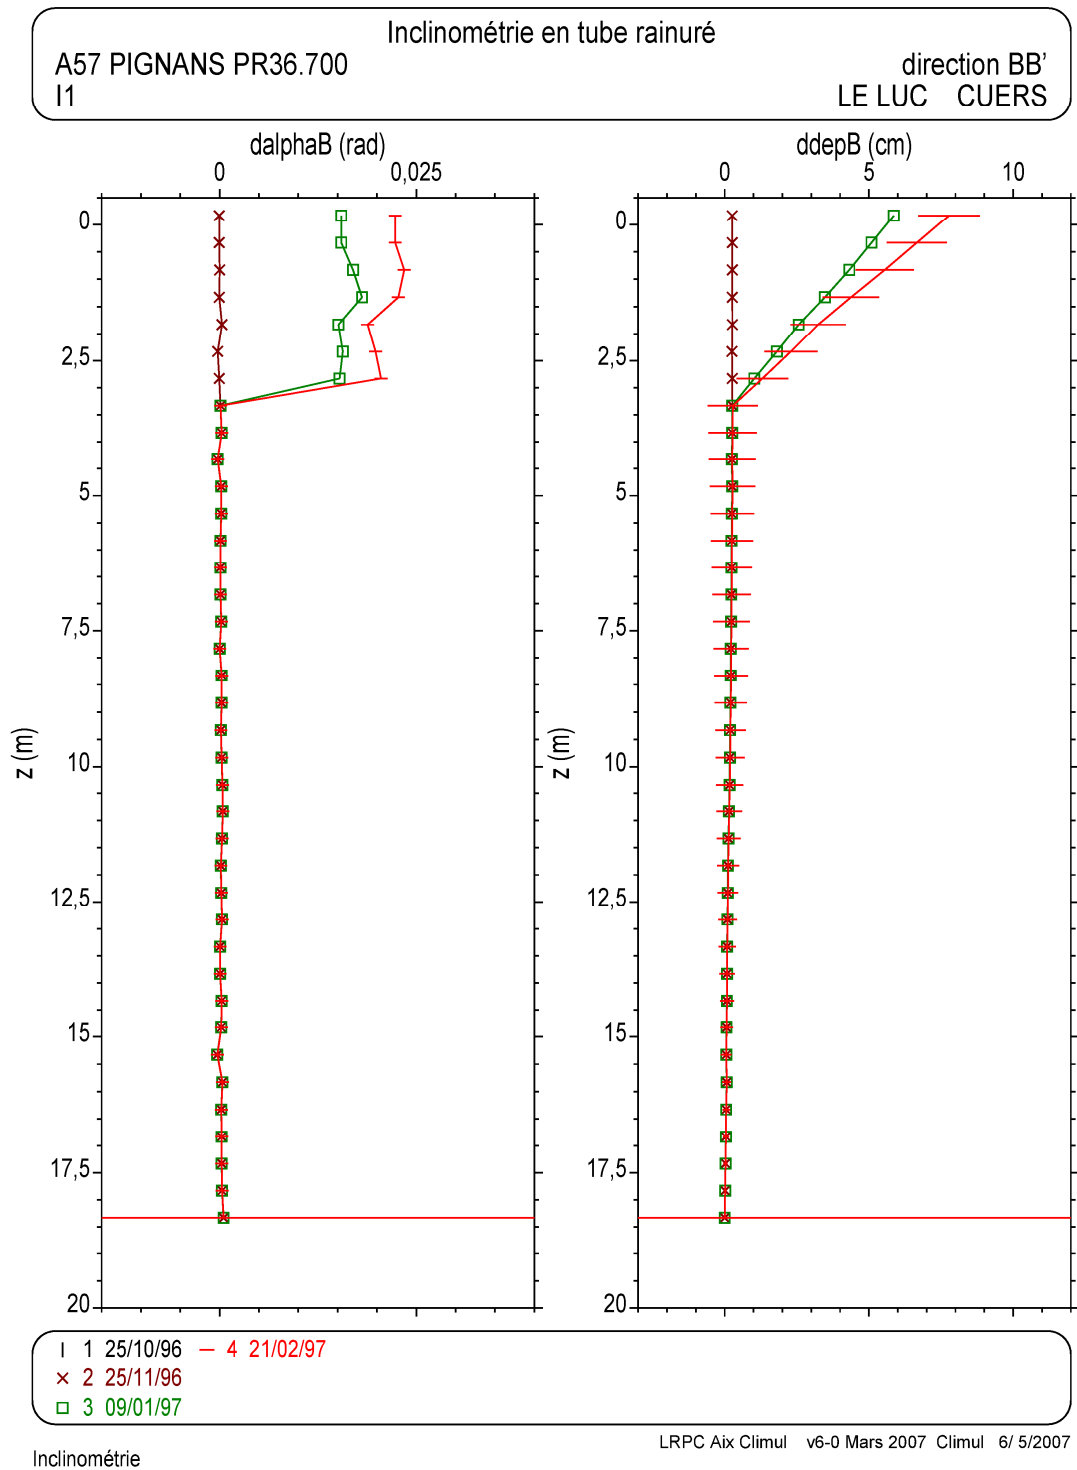 Inclinométrie en tube rainuré
A57 PIGNANS PR36.700 direction BB'
I1 LE LUC CUERS
dalphaB (rad) ddepB (cm)
0 0,025 0 5 10
0 0
2,5 2,5
5 5
7,5 7,5
z (m) z (m)
10 10
12,5 12,5
15 15
17,5 17,5
20 20
1 25/10/96 4 21/02/97
2 25/11/96
3 09/01/97
LRPC Aix Climul v6-0 Mars 2007 Climul 6/ 5/2007
Inclinométrie